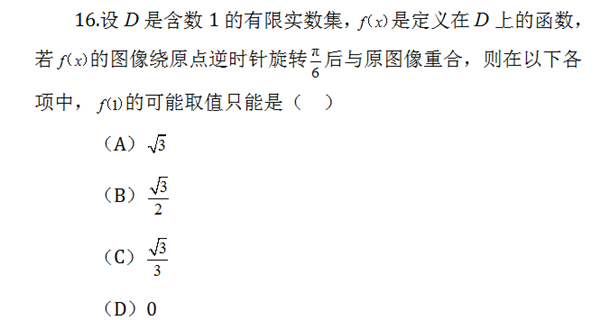 16.设 D 是含数 1 的有限实数集，f(x)是定义在 D 上的函数，
若 f(x)的图像绕原点逆时针旋转 π/6 后与原图像重合，则在以下各
项中，f(1)的可能取值只能是（ ）
（A）√3
（B）√3/2
（C）√3/3
（D）0